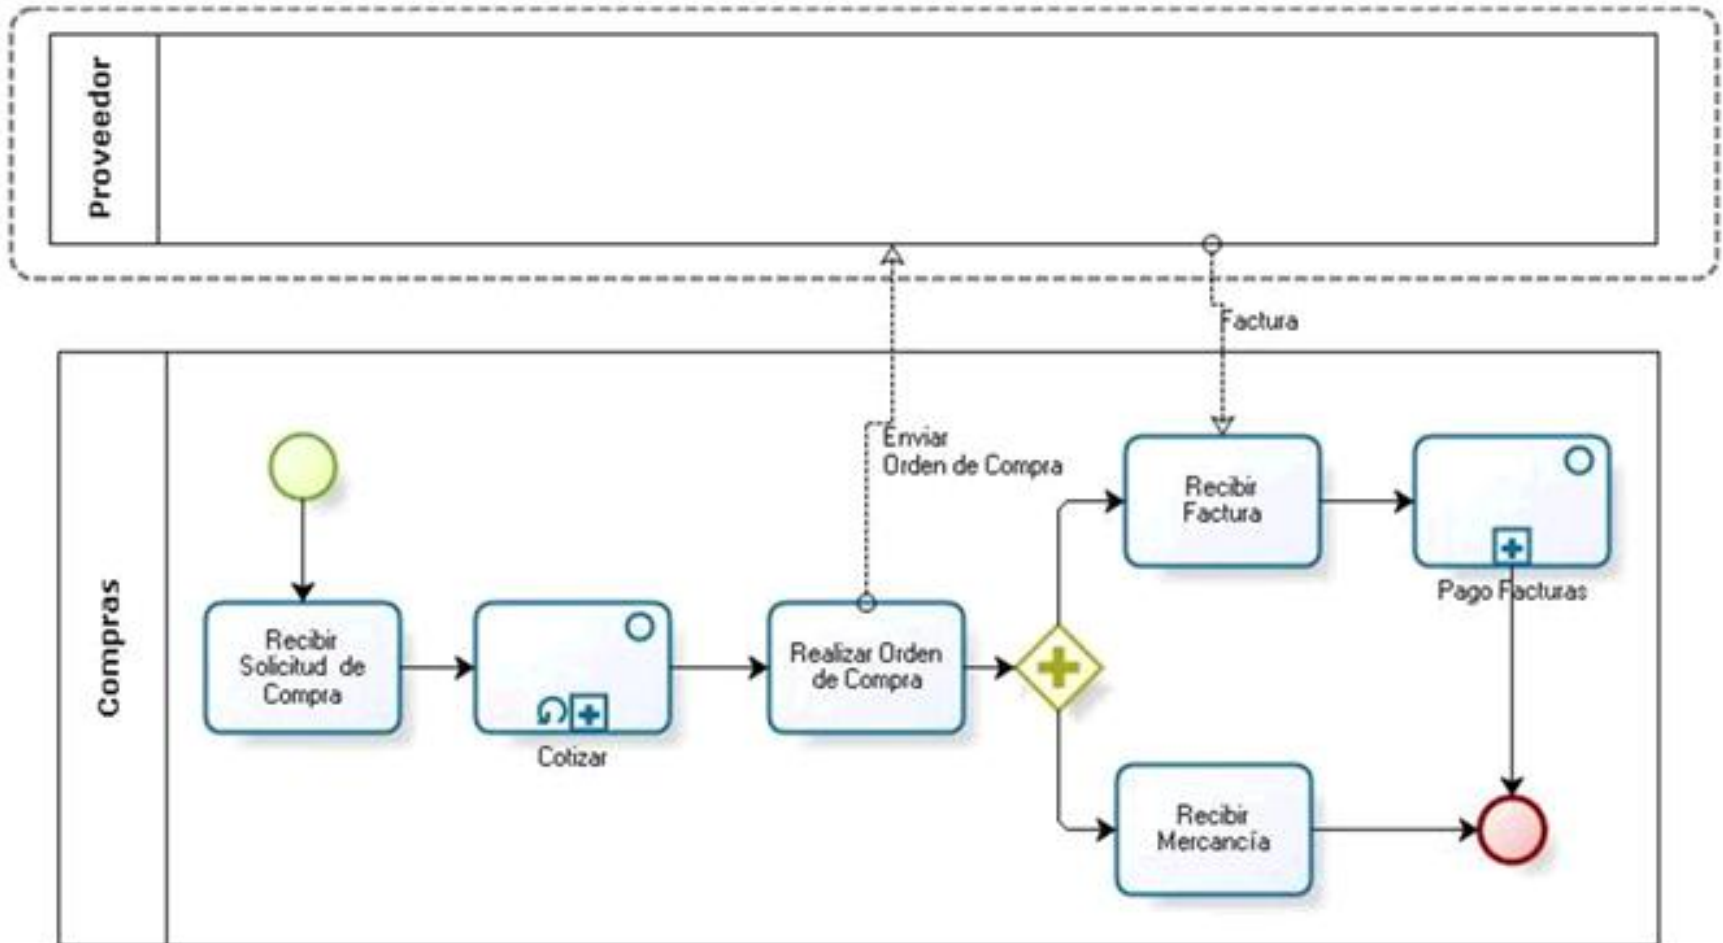 Proveedor
Factura
Compras
Enviar
Orden de Compra
Recibir
Solicitud de
Compra
Cotizar
Realizar Orden
de Compra
Recibir
Factura
Pago Facturas
Recibir
Mercancía